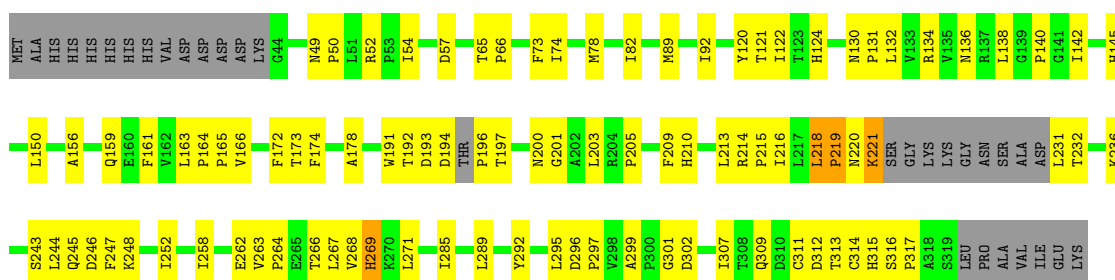 MET ALA HIS HIS HIS HIS HIS HIS VAL ASP ASP ASP ASP LYS G44 N49 P50 L51 R52 P53 I54 D57 T65 P66 F73 I74 M78 I82 M89 I92 Y120 T121 I122 T123 H124 N130 P131 L132 V133 R134 V135 N136 R137 L138 G139 P140 G141 I142 H145
L150 A156 Q159 E160 F161 V162 L163 P164 P165 V166 F172 T173 F174 A178 W191 T192 D193 D194 THR P196 T197 N200 G201 A202 L203 R204 P205 F209 H210 L213 R214 P215 I216 L217 L218 P219 N220 K221 SER GLY LYS LYS GLY ASN SER ALA ASP L231 T232 K236
S243 L244 Q245 D246 F247 K248 I252 I258 E262 V263 P264 E265 T266 L267 V268 H269 K270 L271 I285 L289 Y292 L295 D296 P297 V298 A299 P300 G301 D302 I307 T308 Q309 D310 C311 D312 T313 C314 H315 S316 P317 A318 S319 LEU PRO ALA VAL ILE GLU LYS